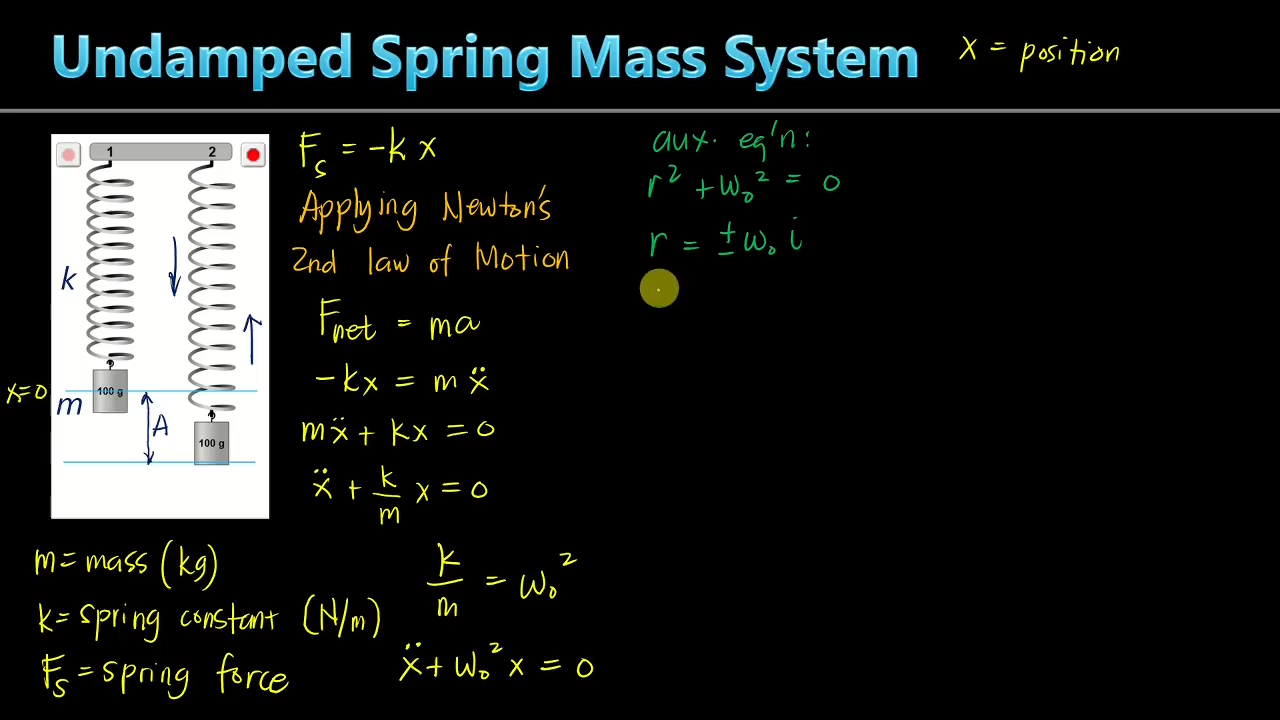 Undamped Spring Mass System
x = position
1
2
k
x=0
100 g
m
A
100 g
m = mass (kg)
k = spring constant (N/m)
Fs = spring force
Fs = -k x
Applying Newton's
2nd law of Motion
Fnet = ma
-kx = m ẍ
mẍ + kx = 0
ẍ + k/m x = 0
k/m = ω₀²
ẍ + ω₀² x = 0
aux. eq'n:
r² + ω₀² = 0
r = ± ω₀ i